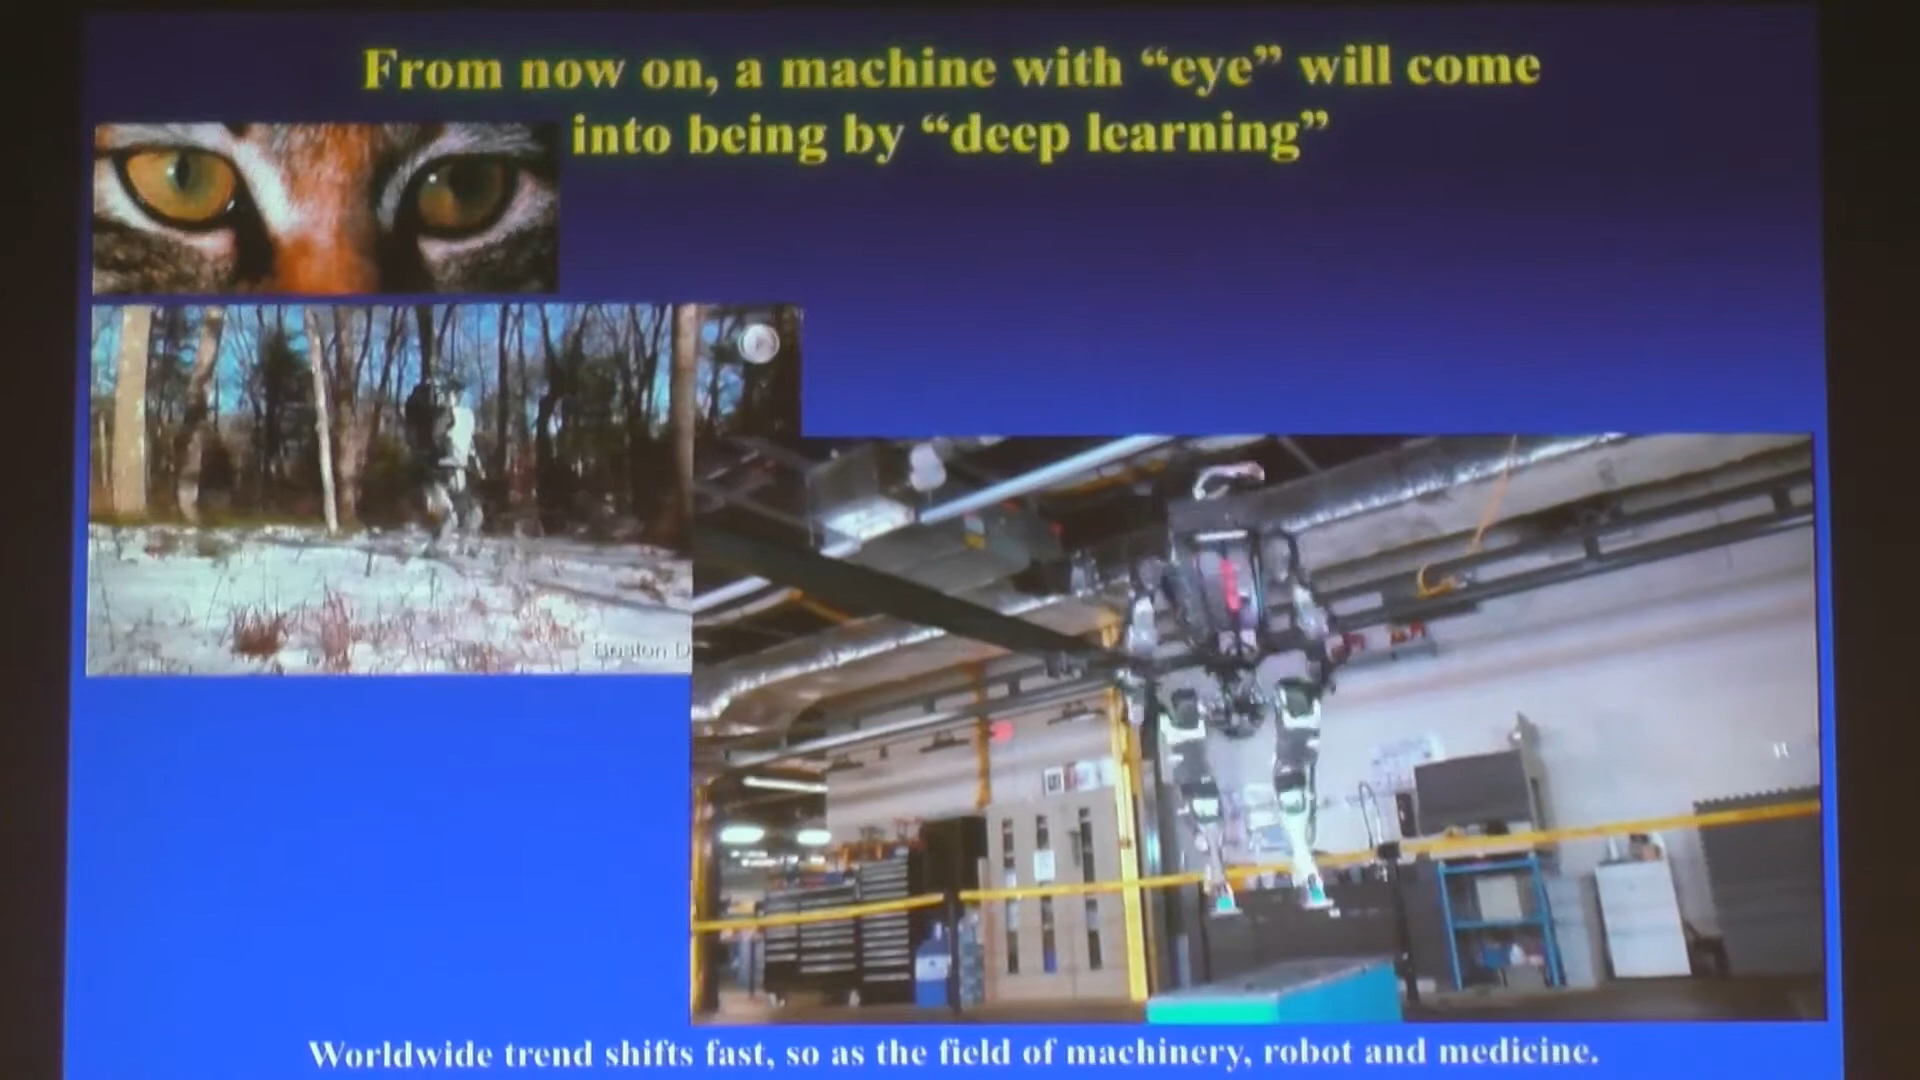 From now on, a machine with “eye” will come
into being by “deep learning”
Boston D
Worldwide trend shifts fast, so as the field of machinery, robot and medicine.